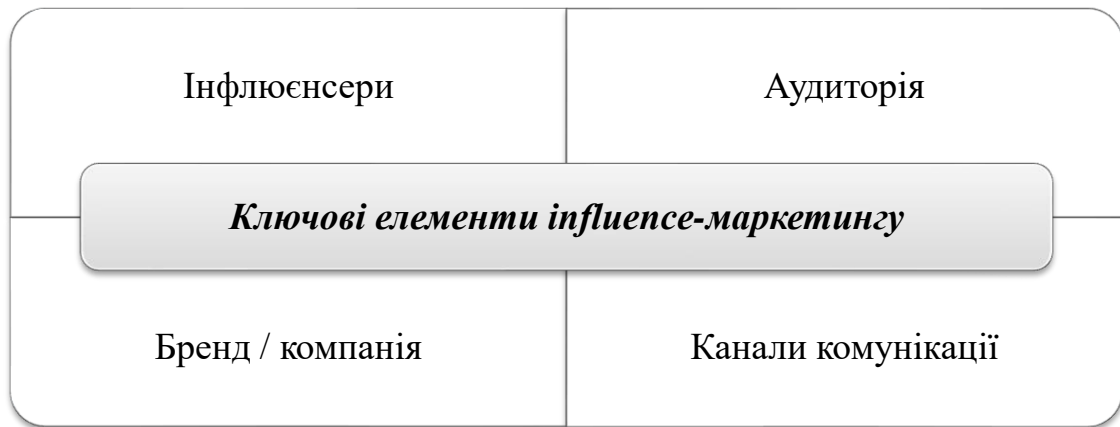 Інфлюєнсери
Аудиторія
Ключові елементи influence-маркетингу
Бренд / компанія
Канали комунікації